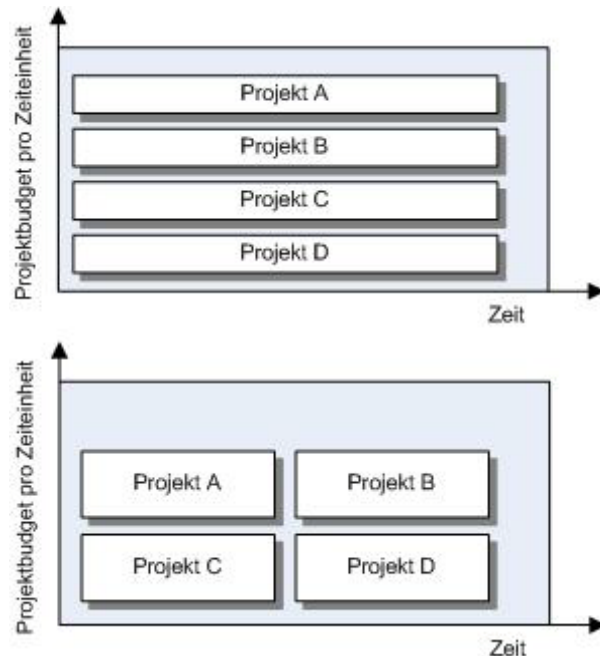 Projektbudget pro Zeiteinheit
Projekt A
Projekt B
Projekt C
Projekt D
Zeit
Projektbudget pro Zeiteinheit
Projekt A
Projekt B
Projekt C
Projekt D
Zeit